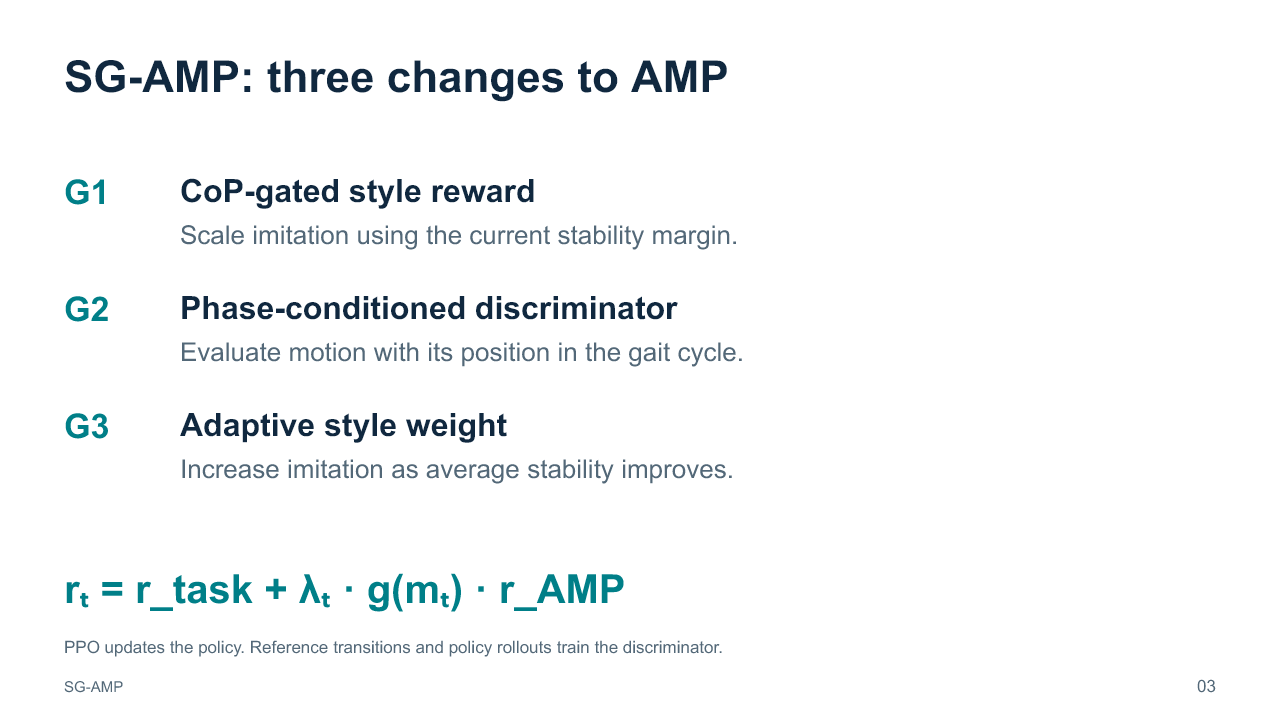 SG-AMP: three changes to AMP
G1
CoP-gated style reward
Scale imitation using the current stability margin.
G2
Phase-conditioned discriminator
Evaluate motion with its position in the gait cycle.
G3
Adaptive style weight
Increase imitation as average stability improves.
rₜ = r_task + λₜ · g(mₜ) · r_AMP
PPO updates the policy. Reference transitions and policy rollouts train the discriminator.
SG-AMP
03